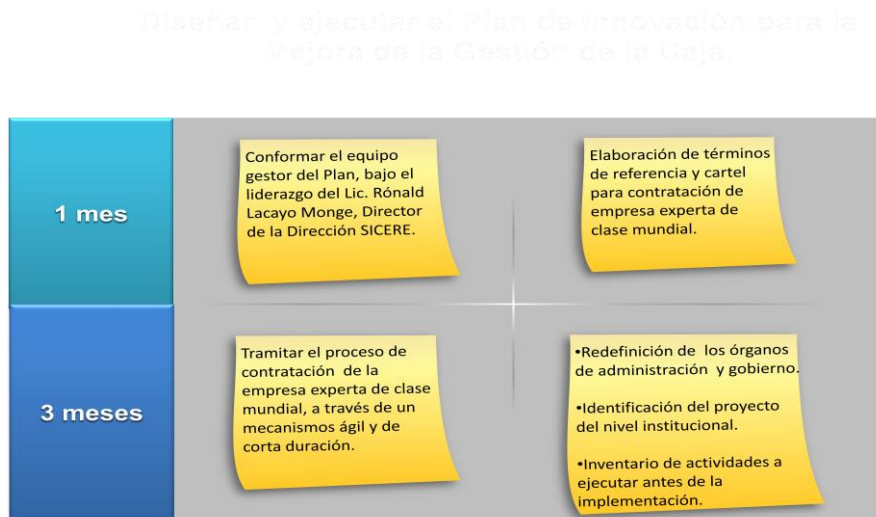 Diseñar y ejecutar el Plan de Innovación para la
Mejora de la Gestión de la Caja.
1 mes
Conformar el equipo
gestor del Plan, bajo el
liderazgo del Lic. Rónald
Lacayo Monge, Director
de la Dirección SICERE.
Elaboración de términos
de referencia y cartel
para contratación de
empresa experta de
clase mundial.
3 meses
Tramitar el proceso de
contratación de la
empresa experta de clase
mundial, a través de un
mecanismos ágil y de
corta duración.
•Redefinición de los órganos
de administración y gobierno.
•Identificación del proyecto
del nivel institucional.
•Inventario de actividades a
ejecutar antes de la
implementación.